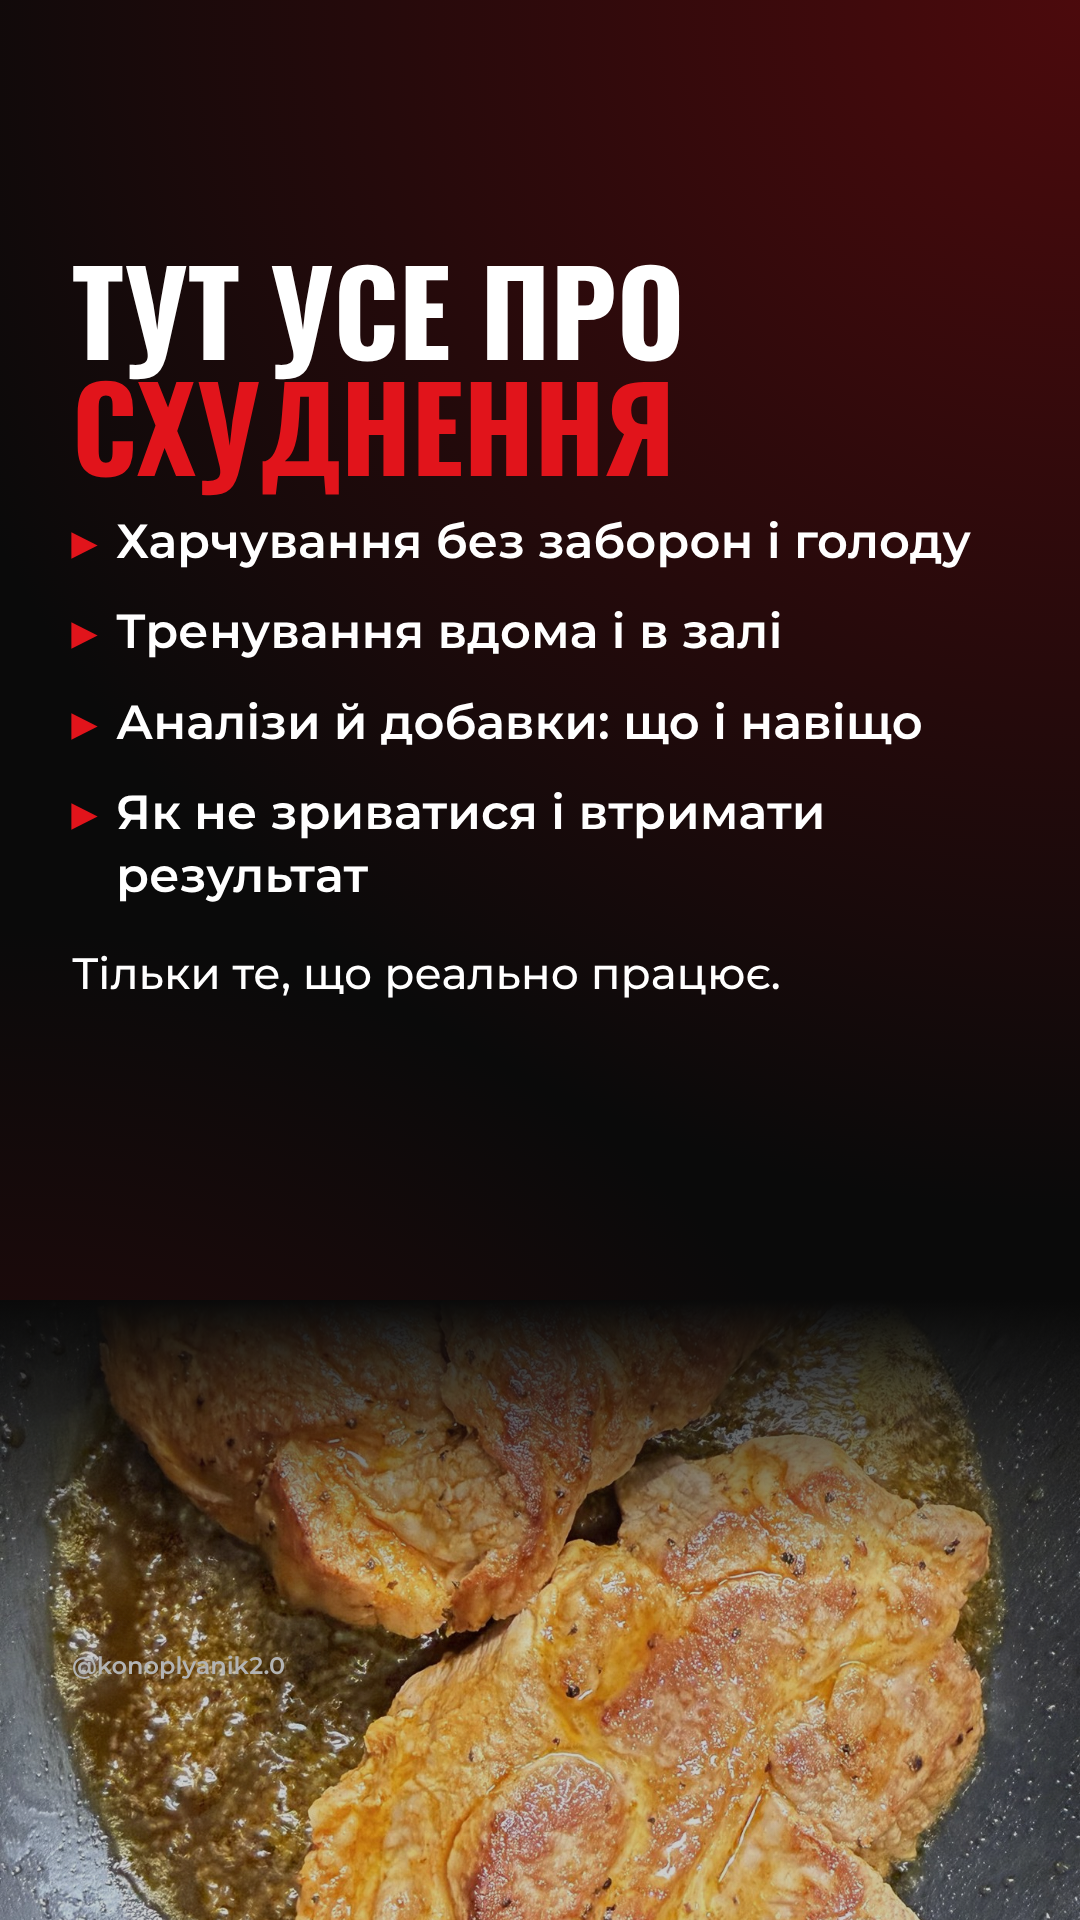 ТУТ УСЕ ПРО
СХУДНЕННЯ
▶ Харчування без заборон і голоду
▶ Тренування вдома і в залі
▶ Аналізи й добавки: що і навіщо
▶ Як не зриватися і втримати
результат
Тільки те, що реально працює.
@konoplyanik2.0